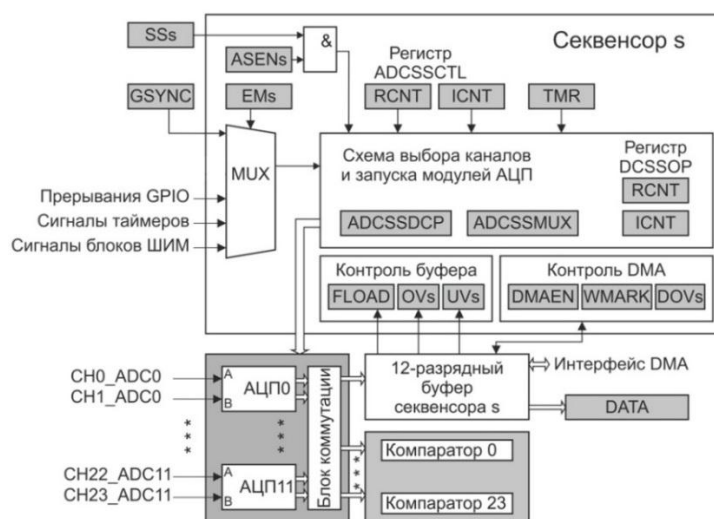 SSs
&
Секвенсор s
ASENs
Регистр
ADCSSCTL
GSYNC
EMs
RCNT
ICNT
TMR
MUX
Схема выбора каналов
и запуска модулей АЦП
Регистр
DCSSOP
RCNT
Прерывания GPIO
Сигналы таймеров
Сигналы блоков ШИМ
ADCSSDCP
ADCSSMUX
ICNT
Контроль буфера
FLOAD
OVs
UVs
Контроль DMA
DMAEN
WMARK
DOVs
CH0_ADC0
CH1_ADC0
A
B
АЦП0
* * *
* * *
CH22_ADC11
CH23_ADC11
A
B
АЦП11
Блок коммутации
12-разрядный
буфер
секвенсора s
Интерфейс DMA
DATA
Компаратор 0
* * *
Компаратор 23